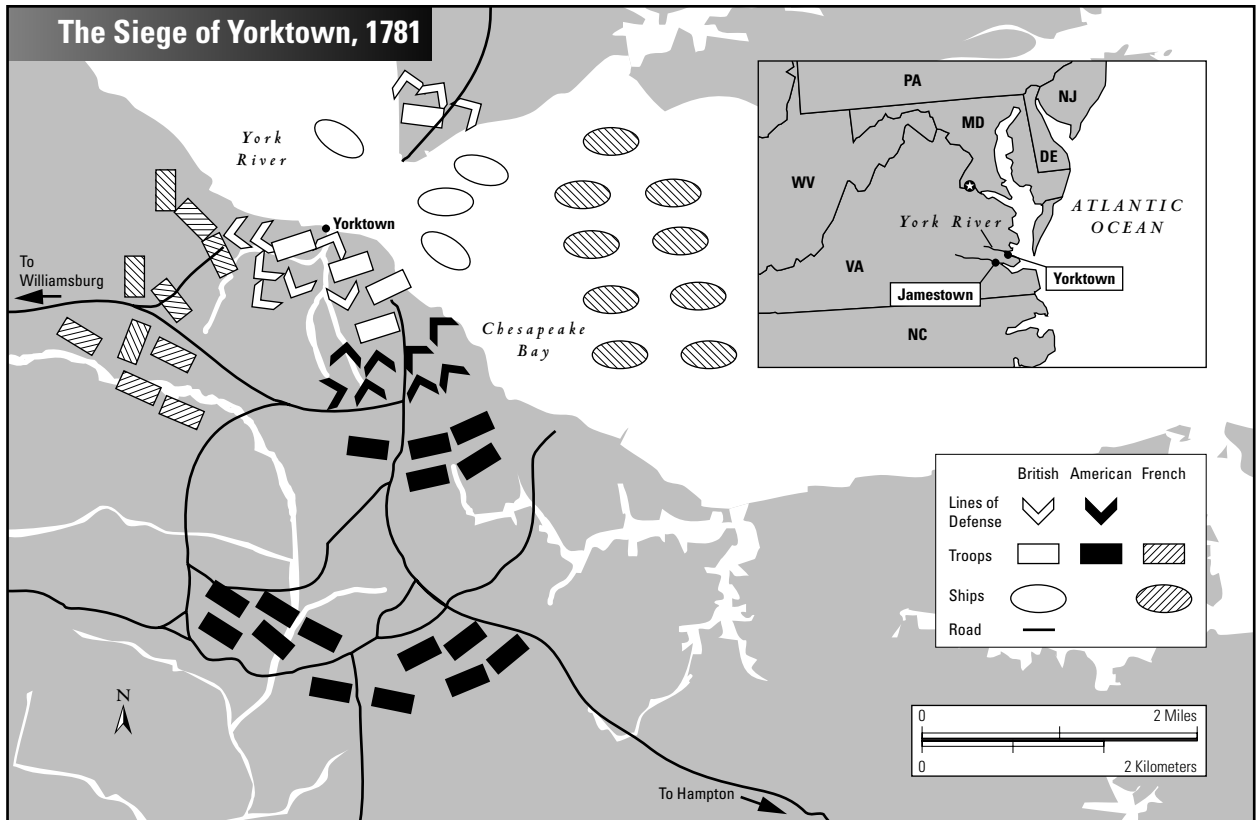 The Siege of Yorktown, 1781
York
River
Yorktown
To
Williamsburg
Chesapeake
Bay
PA
NJ
MD
DE
WV
ATLANTIC
OCEAN
York River
VA
Yorktown
Jamestown
NC
British American French
Lines of
Defense
Troops
Ships
Road
N
0 2 Miles
0 2 Kilometers
To Hampton